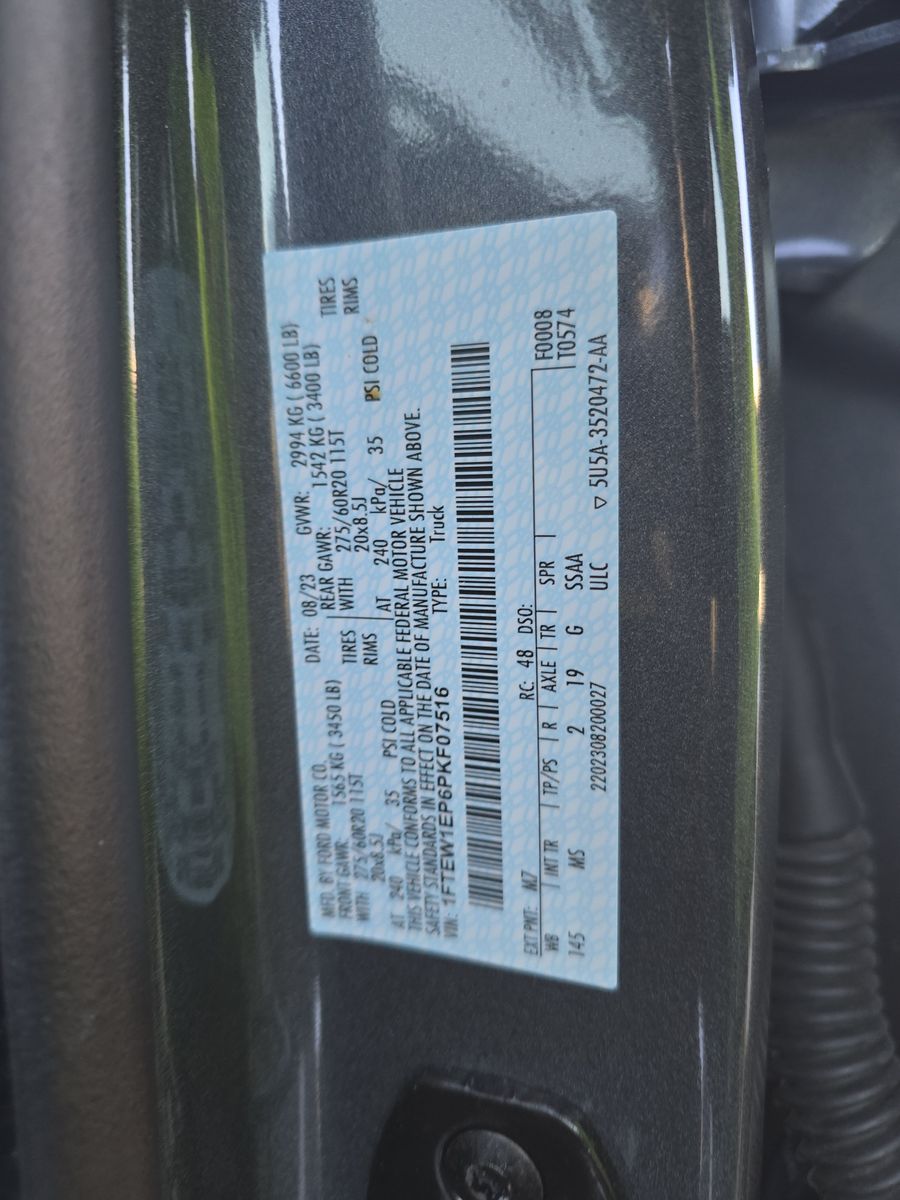 MFD. BY FORD MOTOR CO.
DATE: 08/23 GVWR: 2994 KG ( 6600 LB)
FRONT GAWR: 1565 KG ( 3450 LB)
REAR GAWR: 1542 KG ( 3400 LB)
WITH 275/60R20 115T TIRES
WITH 275/60R20 115T TIRES
20x8.5J RIMS
20x8.5J RIMS
AT 240 kPa/ 35 PSI COLD
AT 240 kPa/ 35 PSI COLD
THIS VEHICLE CONFORMS TO ALL APPLICABLE FEDERAL MOTOR VEHICLE
SAFETY STANDARDS IN EFFECT ON THE DATE OF MANUFACTURE SHOWN ABOVE.
VIN: 1FTEW1EP6PKF07516 TYPE: Truck
EXT PNT: M7 RC: 48 DSO: F0008
WB INT TR TP/PS R AXLE TR SPR T0574
145 MS 2 19 G SSAA
2202308200027 ULC ▽ 5U5A-3520472-AA